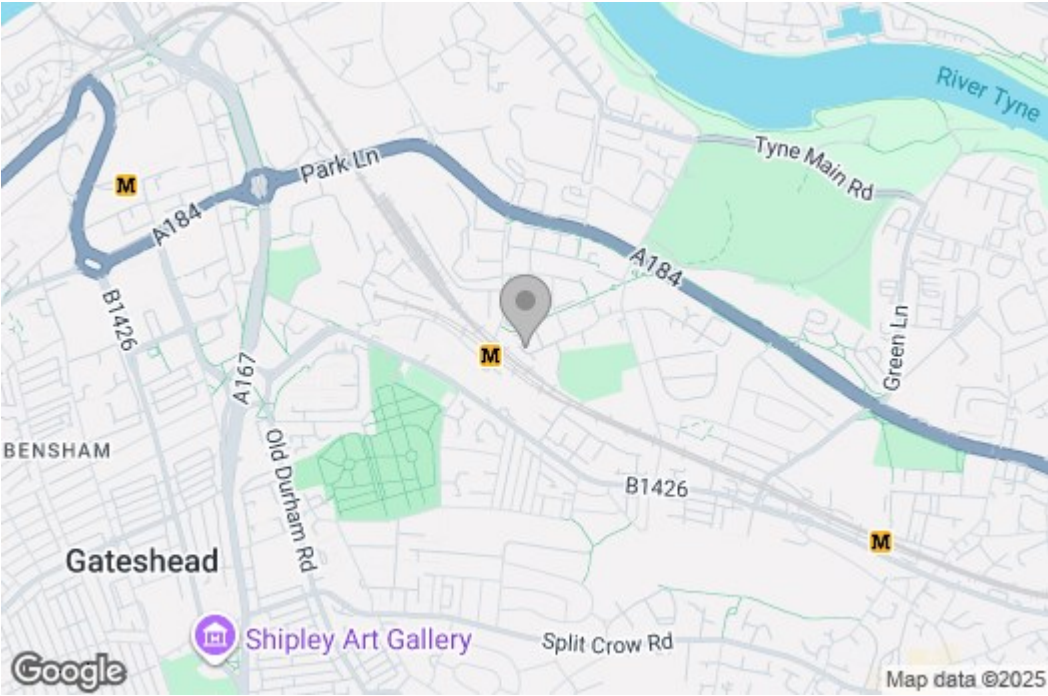 River Tyne
Tyne Main Rd
Park Ln
M
A184
A184
B1426
Green Ln
M
A167
BENSHAM
Old Durham Rd
B1426
M
Gateshead
Shipley Art Gallery
Split Crow Rd
Google
Map data ©2025